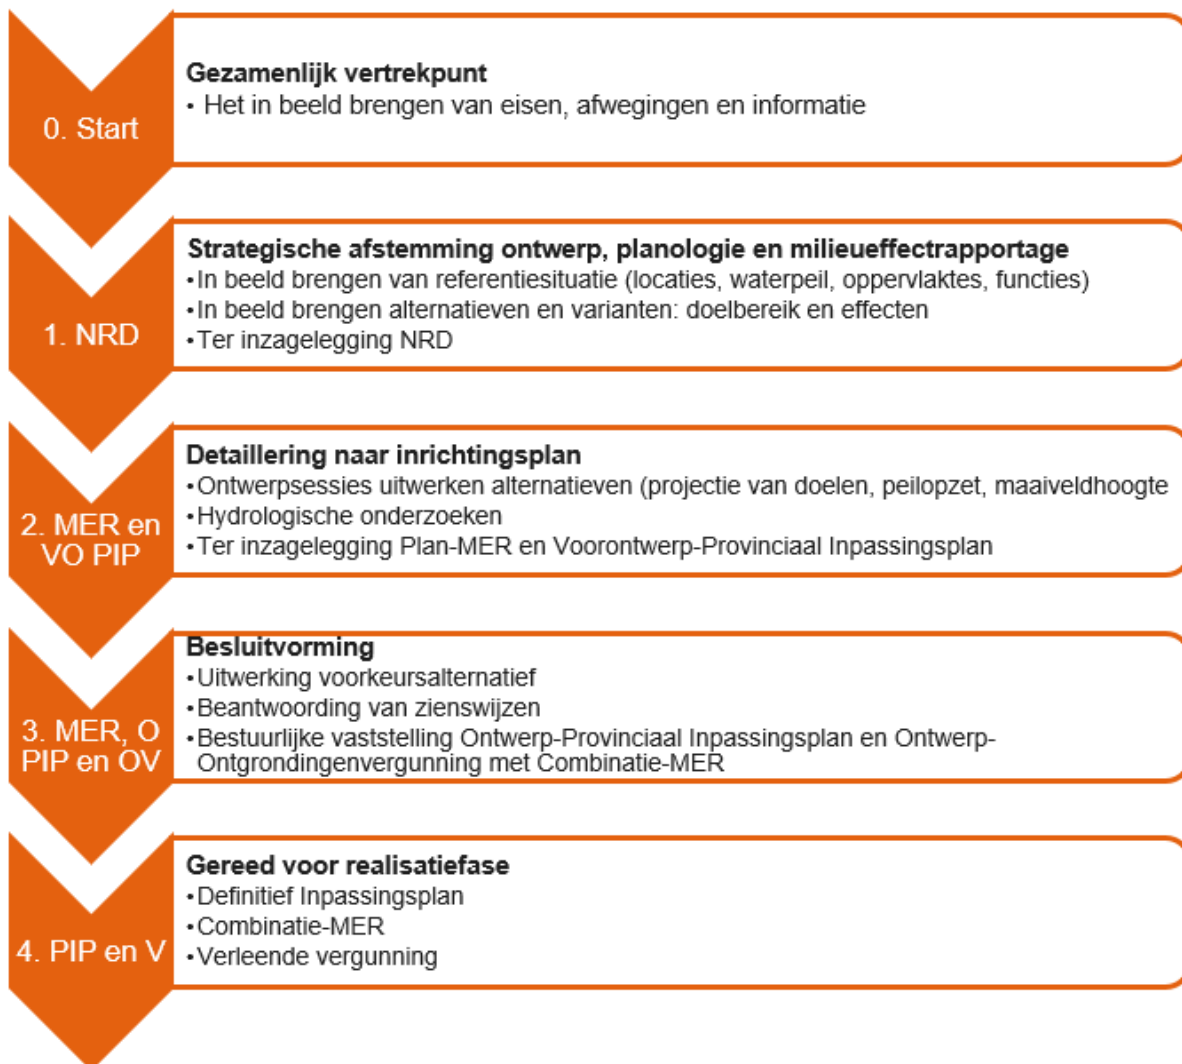 0. Start
Gezamenlijk vertrekpunt
• Het in beeld brengen van eisen, afwegingen en informatie
1. NRD
Strategische afstemming ontwerp, planologie en milieueffectrapportage
•In beeld brengen van referentiesituatie (locaties, waterpeil, oppervlaktes, functies)
•In beeld brengen alternatieven en varianten: doelbereik en effecten
•Ter inzagelegging NRD
2. MER en
VO PIP
Detaillering naar inrichtingsplan
•Ontwerpsessies uitwerken alternatieven (projectie van doelen, peilopzet, maaiveldhoogte
•Hydrologische onderzoeken
•Ter inzagelegging Plan-MER en Voorontwerp-Provinciaal Inpassingsplan
3. MER, O
PIP en OV
Besluitvorming
•Uitwerking voorkeursalternatief
•Beantwoording van zienswijzen
•Bestuurlijke vaststelling Ontwerp-Provinciaal Inpassingsplan en Ontwerp-
Ontgrondingenvergunning met Combinatie-MER
4. PIP en V
Gereed voor realisatiefase
•Definitief Inpassingsplan
•Combinatie-MER
•Verleende vergunning